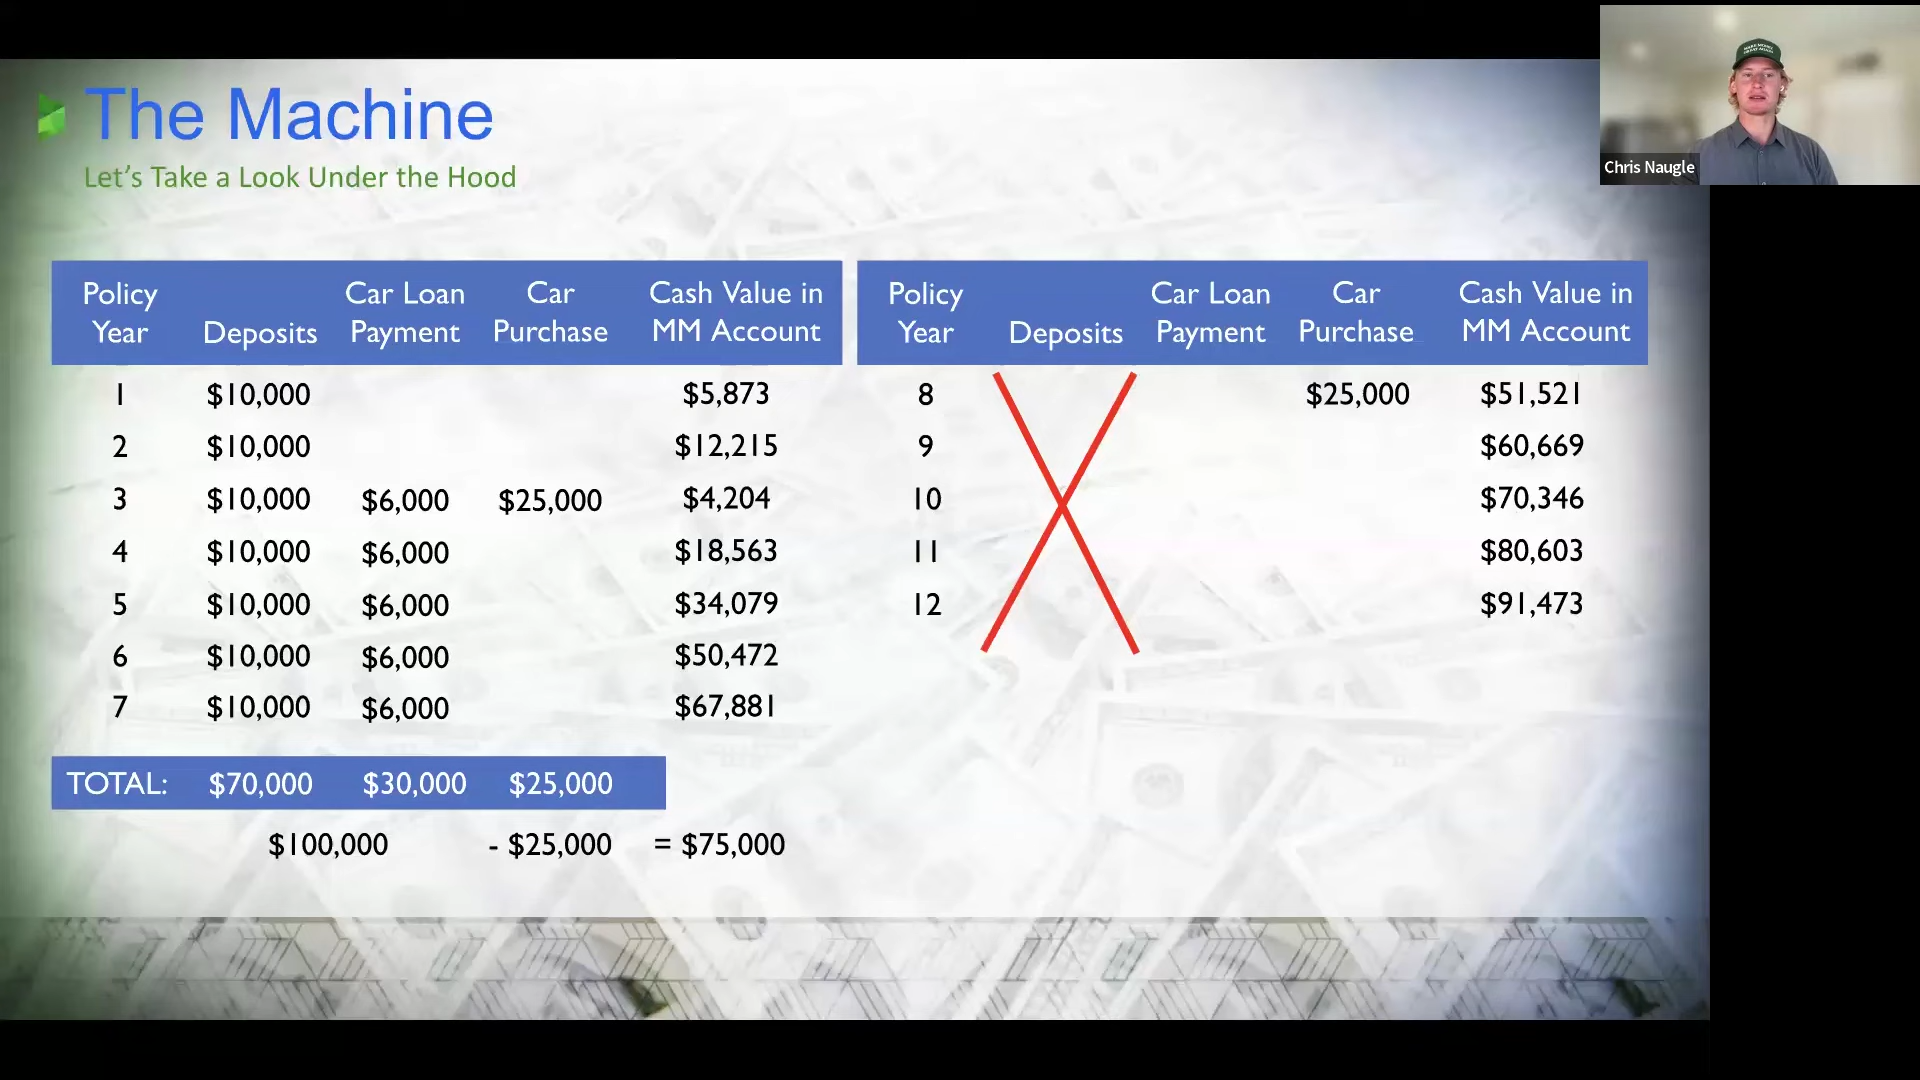 The Machine
Let's Take a Look Under the Hood
Chris Naugle
Policy Year Deposits Car Loan Payment Car Purchase Cash Value in MM Account
1 $10,000 $5,873
2 $10,000 $12,215
3 $10,000 $6,000 $25,000 $4,204
4 $10,000 $6,000 $18,563
5 $10,000 $6,000 $34,079
6 $10,000 $6,000 $50,472
7 $10,000 $6,000 $67,881
TOTAL: $70,000 $30,000 $25,000
$100,000 - $25,000 = $75,000
Policy Year Deposits Car Loan Payment Car Purchase Cash Value in MM Account
8 $25,000 $51,521
9 $60,669
10 $70,346
11 $80,603
12 $91,473